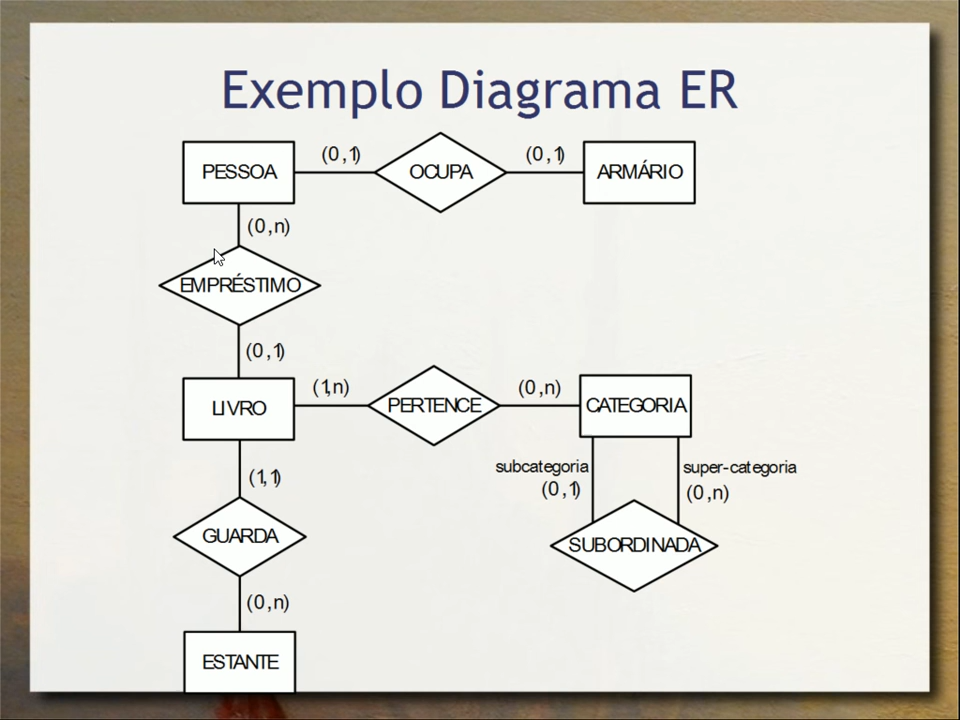 Exemplo Diagrama ER
PESSOA
(0,1)
OCUPA
(0,1)
ARMÁRIO
(0,n)
EMPRÉSTIMO
(0,1)
LIVRO
(1,n)
PERTENCE
(0,n)
CATEGORIA
subcategoria
(0,1)
super-categoria
(0,n)
SUBORDINADA
(1,1)
GUARDA
(0,n)
ESTANTE